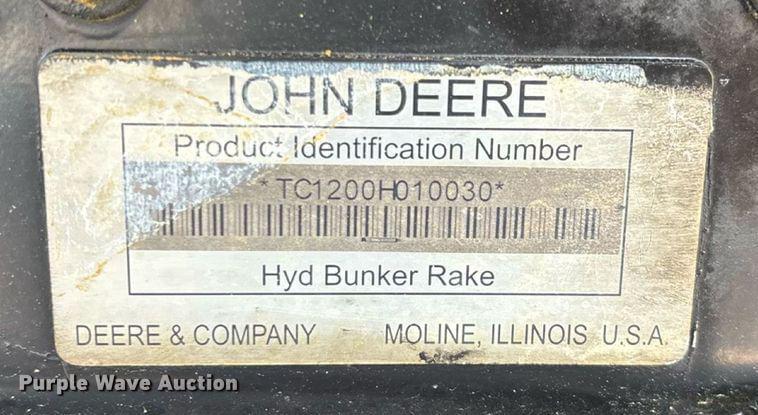 JOHN DEERE
Product Identification Number
*TC1200H010030*
Hyd Bunker Rake
DEERE & COMPANY MOLINE, ILLINOIS U.S.A.
Purple Wave Auction